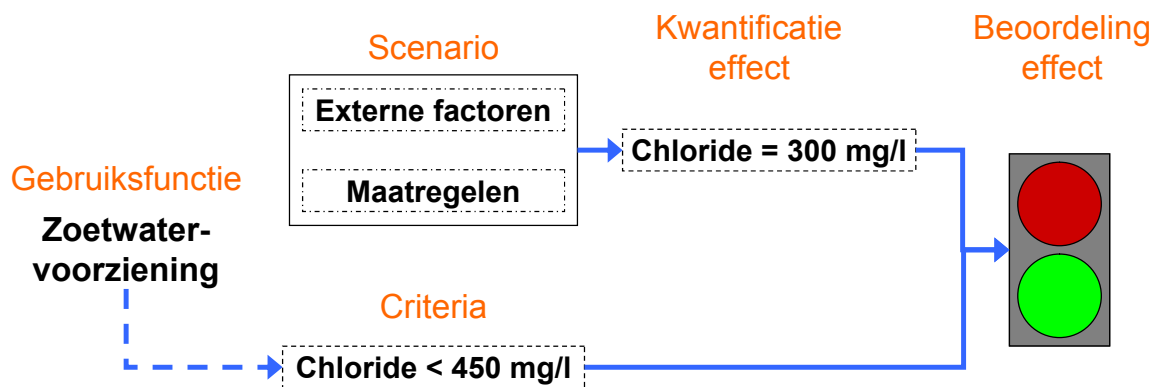 Scenario
Kwantificatie
effect
Beoordeling
effect
Externe factoren
Maatregelen
Chloride = 300 mg/l
Gebruiksfunctie
Zoetwater-
voorziening
Criteria
Chloride < 450 mg/l